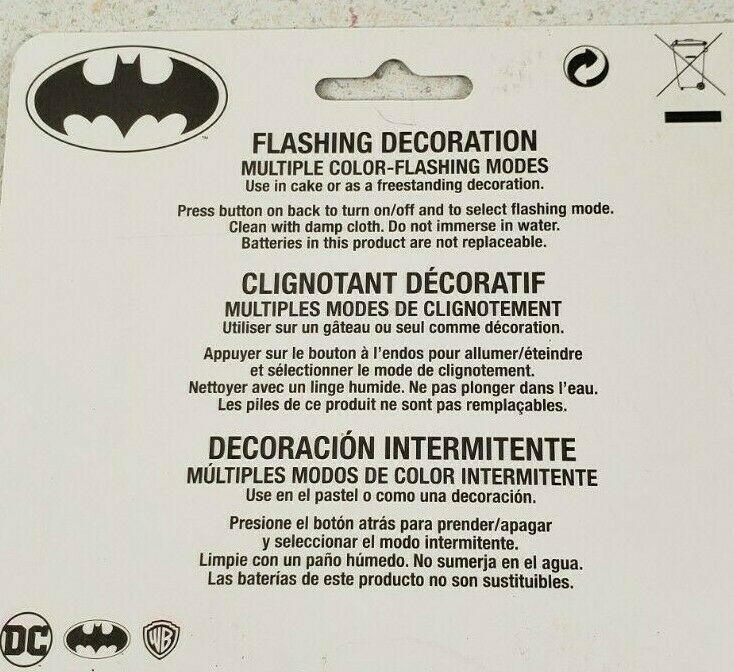 FLASHING DECORATION
MULTIPLE COLOR-FLASHING MODES
Use in cake or as a freestanding decoration.
Press button on back to turn on/off and to select flashing mode.
Clean with damp cloth. Do not immerse in water.
Batteries in this product are not replaceable.
CLIGNOTANT DÉCORATIF
MULTIPLES MODES DE CLIGNOTEMENT
Utiliser sur un gâteau ou seul comme décoration.
Appuyer sur le bouton à l'endos pour allumer/éteindre
et sélectionner le mode de clignotement.
Nettoyer avec un linge humide. Ne pas plonger dans l'eau.
Les piles de ce produit ne sont pas remplaçables.
DECORACIÓN INTERMITENTE
MÚLTIPLES MODOS DE COLOR INTERMITENTE
Use en el pastel o como una decoración.
Presione el botón atrás para prender/apagar
y seleccionar el modo intermitente.
Limpie con un paño húmedo. No sumerja en el agua.
Las baterías de este producto no son sustituibles.
DC WB